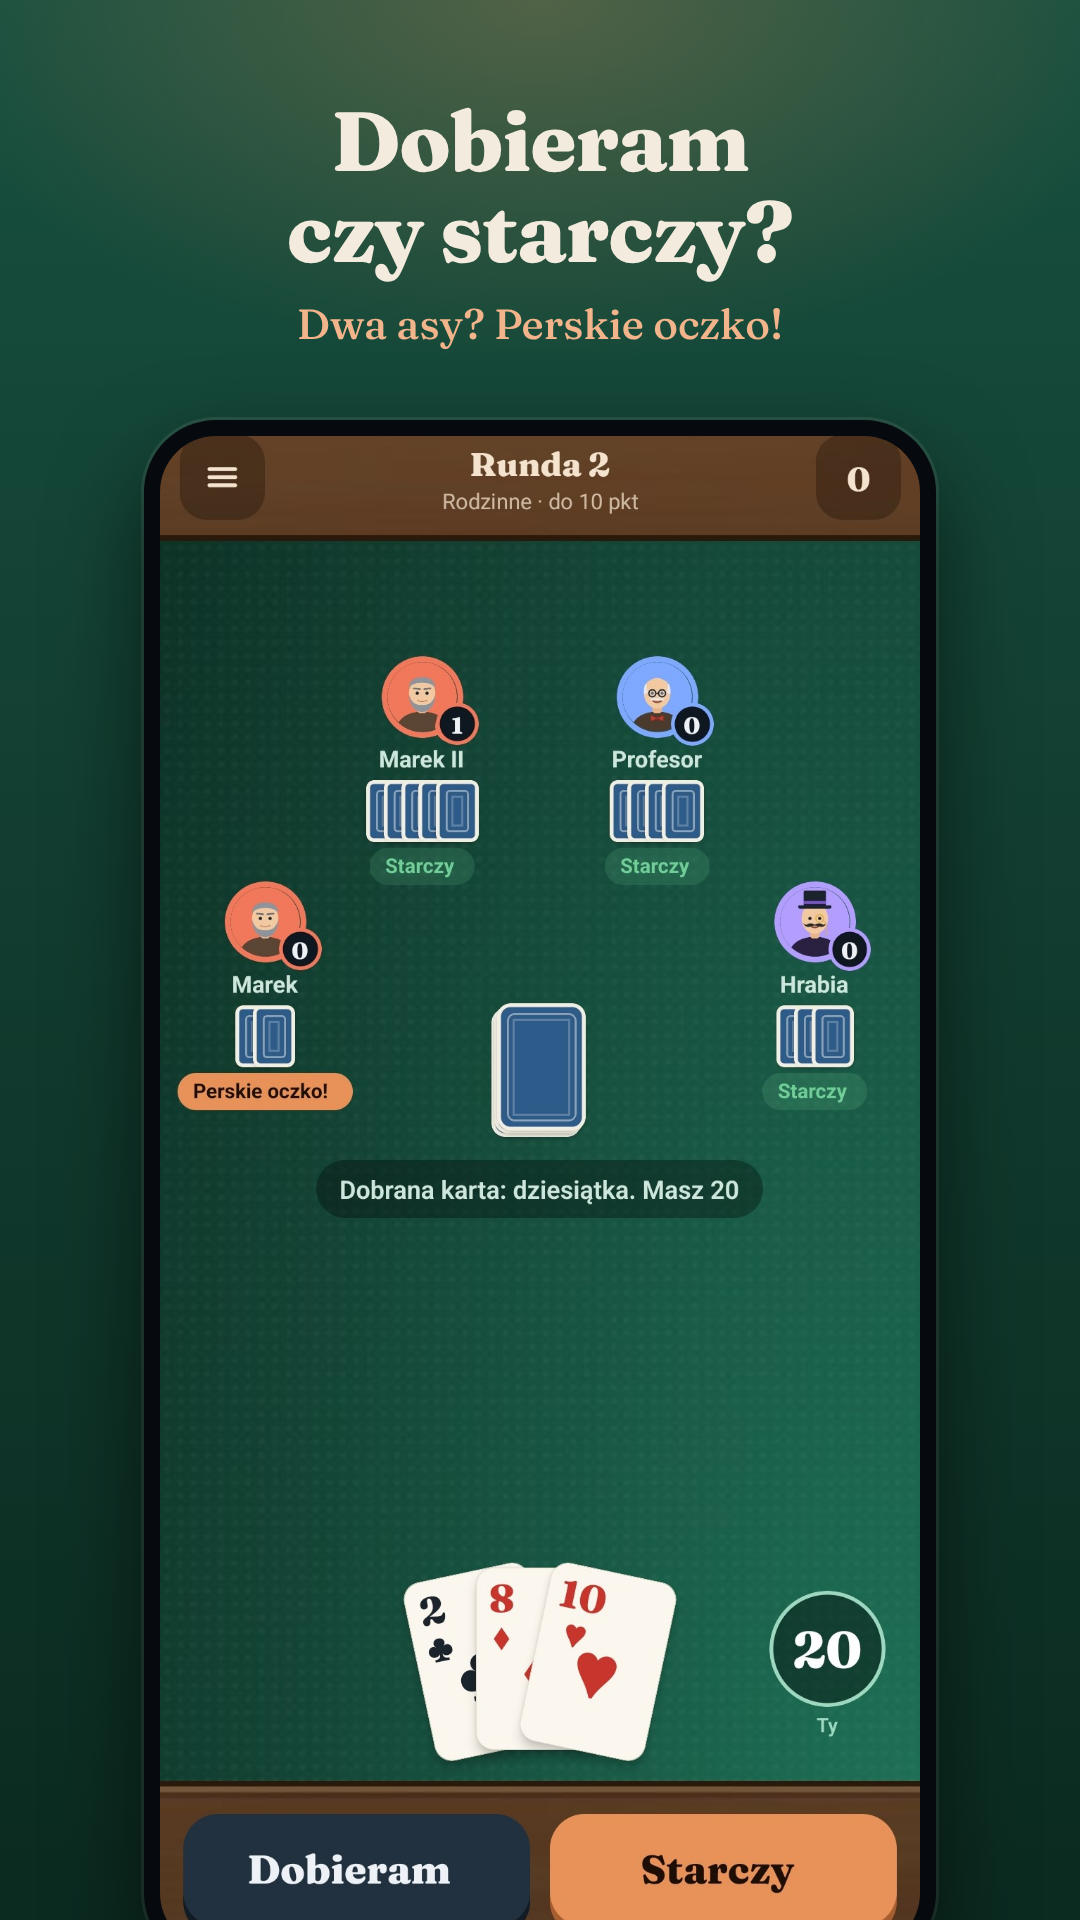 Dobieram
czy starczy?
Dwa asy? Perskie oczko!
Runda 2
Rodzinne · do 10 pkt
0
1
Marek II
Starczy
0
Profesor
Starczy
0
Marek
Perskie oczko!
0
Hrabia
Starczy
Dobrana karta: dziesiątka. Masz 20
2
8
10
20
Ty
Dobieram
Starczy